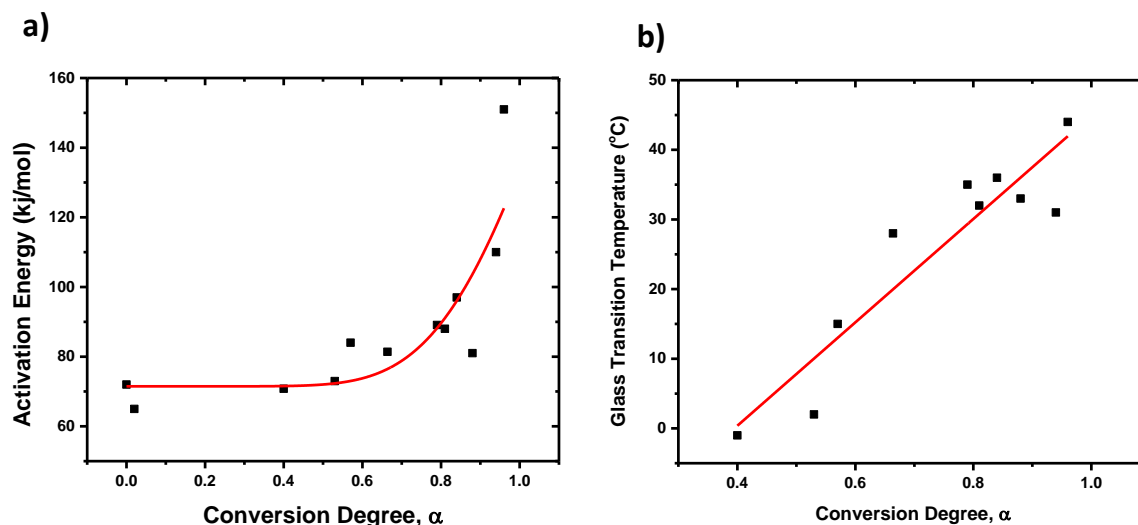 a)
160
140
120
100
80
60
Activation Energy (kj/mol)
0.0 0.2 0.4 0.6 0.8 1.0
Conversion Degree, α
b)
50
40
30
20
10
0
Glass Transition Temperature (°C)
0.4 0.6 0.8 1.0
Conversion Degree, α